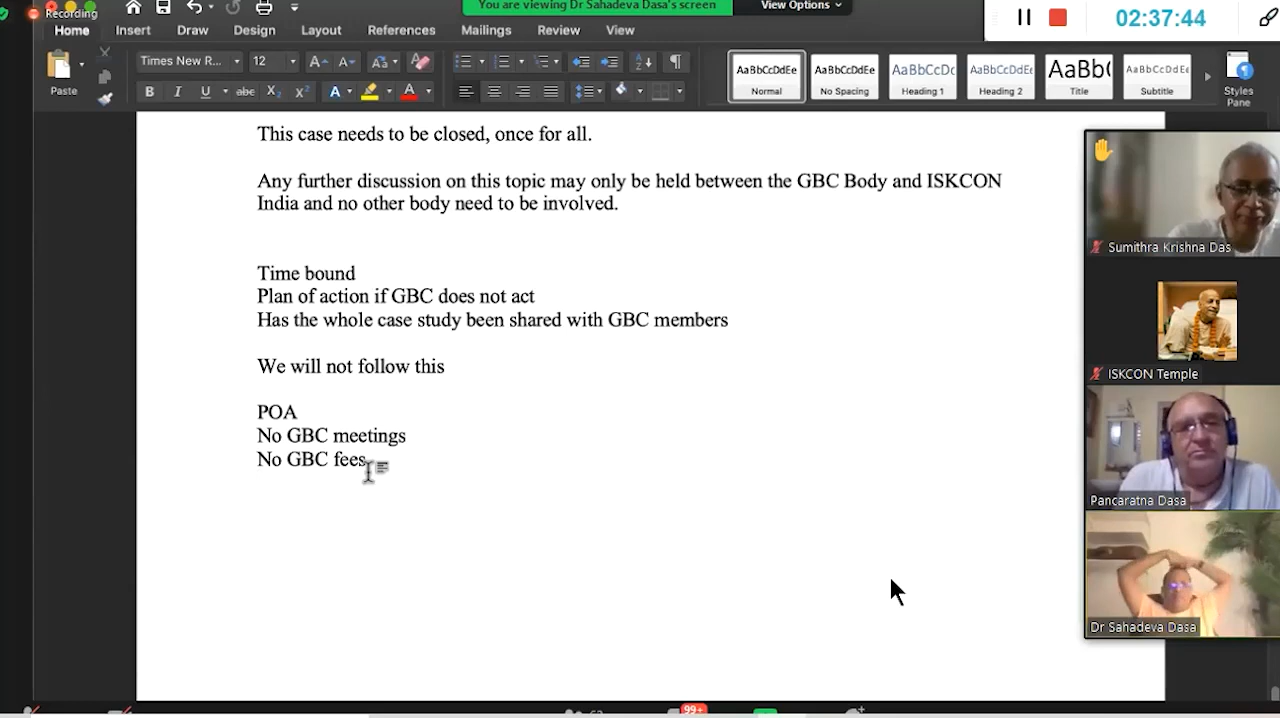 Recording
You are viewing Dr Sahadeva Dasa's screen
View Options
02:37:44
Home
Insert
Draw
Design
Layout
References
Mailings
Review
View
Paste
Times New R...
12
AaBbCcDdEe
Normal
AaBbCcDdEe
No Spacing
AaBbCcDc
Heading 1
AaBbCcDdE
Heading 2
AaBb(
Title
AaBbCcDdEe
Subtitle
Styles
Pane
This case needs to be closed, once for all.
Any further discussion on this topic may only be held between the GBC Body and ISKCON
India and no other body need to be involved.
Time bound
Plan of action if GBC does not act
Has the whole case study been shared with GBC members
We will not follow this
POA
No GBC meetings
No GBC fees
Sumithra Krishna Das
ISKCON Temple
Pancaratna Dasa
Dr Sahadeva Dasa
99+